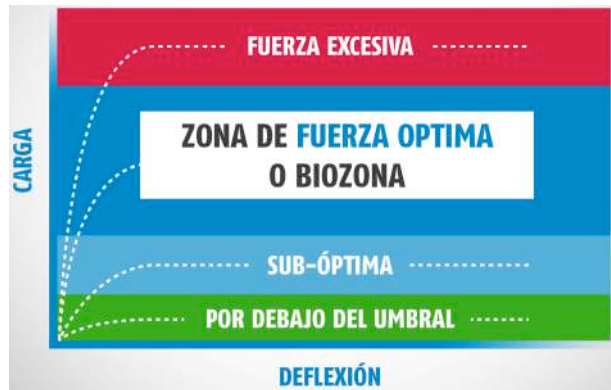 FUERZA EXCESIVA
CARGA
ZONA DE FUERZA OPTIMA
O BIOZONA
SUB-ÓPTIMA
POR DEBAJO DEL UMBRAL
DEFLEXIÓN